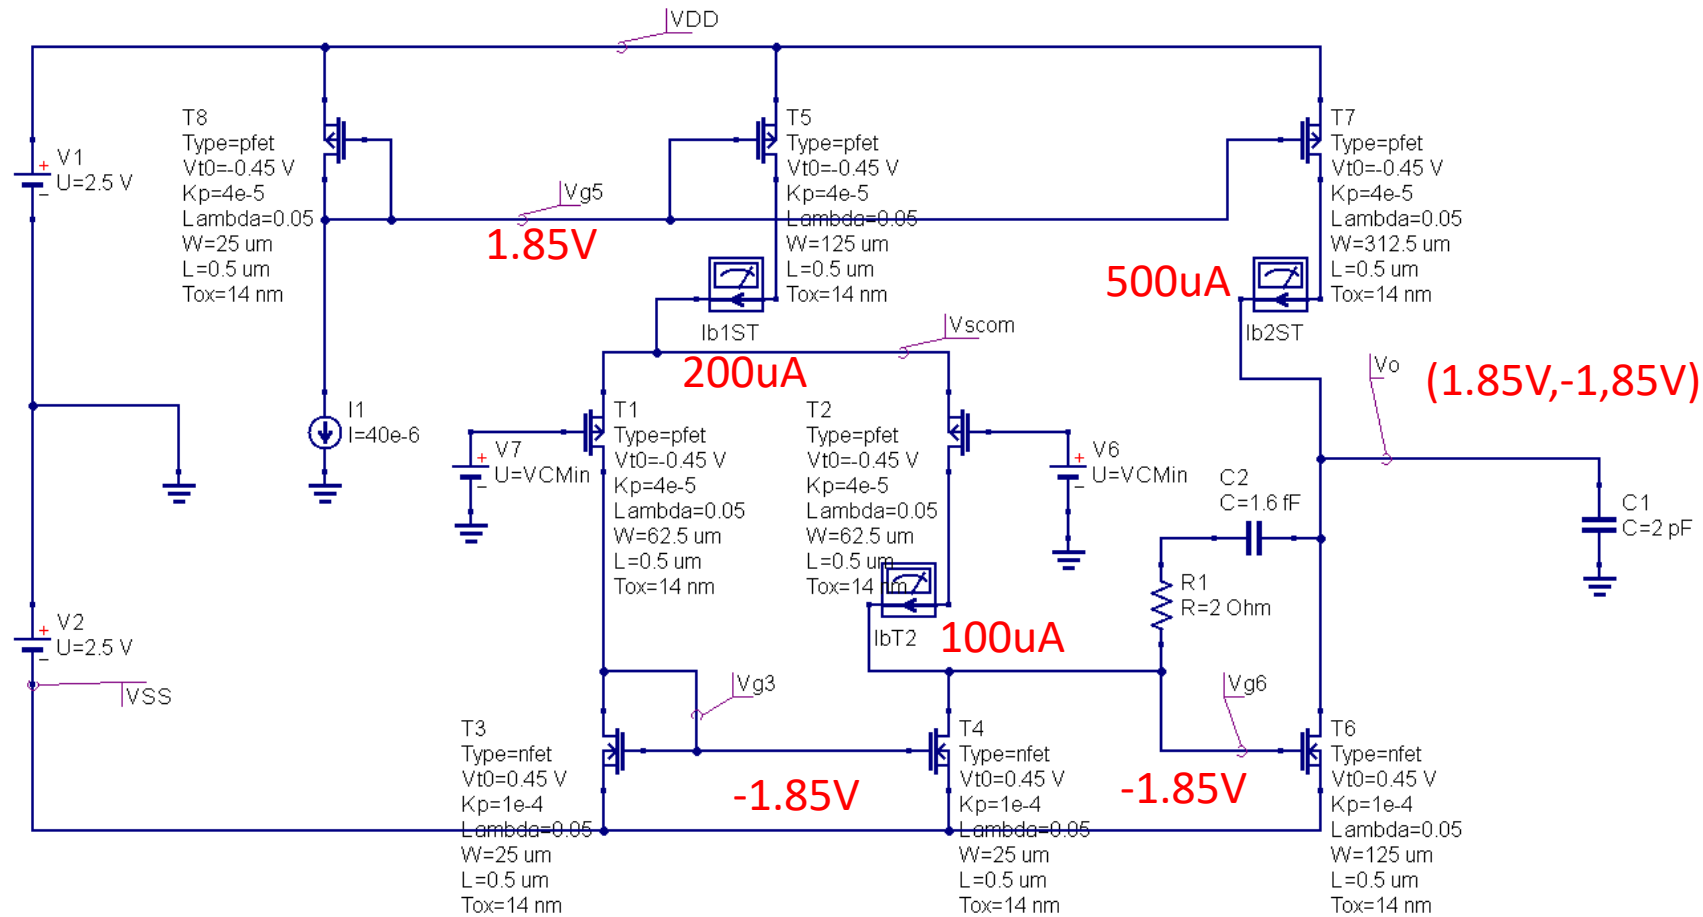 VDD
T8
Type=pfet
Vt0=-0.45 V
Kp=4e-5
Lambda=0.05
W=25 um
L=0.5 um
Tox=14 nm
T5
Type=pfet
Vt0=-0.45 V
Kp=4e-5
Lambda=0.05
W=125 um
L=0.5 um
Tox=14 nm
T7
Type=pfet
Vt0=-0.45 V
Kp=4e-5
Lambda=0.05
W=312.5 um
L=0.5 um
Tox=14 nm
+
V1
U=2.5 V
Vg5
1.85V
500uA
Ib1ST
Ib2ST
Vscom
200uA
Vo
(1.85V,-1,85V)
I1
I=40e-6
+
V7
U=VCMin
T1
Type=pfet
Vt0=-0.45 V
Kp=4e-5
Lambda=0.05
W=62.5 um
L=0.5 um
Tox=14 nm
T2
Type=pfet
Vt0=-0.45 V
Kp=4e-5
Lambda=0.05
W=62.5 um
L=0.5 um
Tox=14 nm
+
V6
U=VCMin
C2
C=1.6 fF
C1
C=2 pF
R1
R=2 Ohm
IbT2
100uA
+
V2
U=2.5 V
VSS
Vg3
Vg6
-1.85V
-1.85V
T3
Type=nfet
Vt0=0.45 V
Kp=1e-4
Lambda=0.05
W=25 um
L=0.5 um
Tox=14 nm
T4
Type=nfet
Vt0=0.45 V
Kp=1e-4
Lambda=0.05
W=25 um
L=0.5 um
Tox=14 nm
T6
Type=nfet
Vt0=0.45 V
Kp=1e-4
Lambda=0.05
W=125 um
L=0.5 um
Tox=14 nm